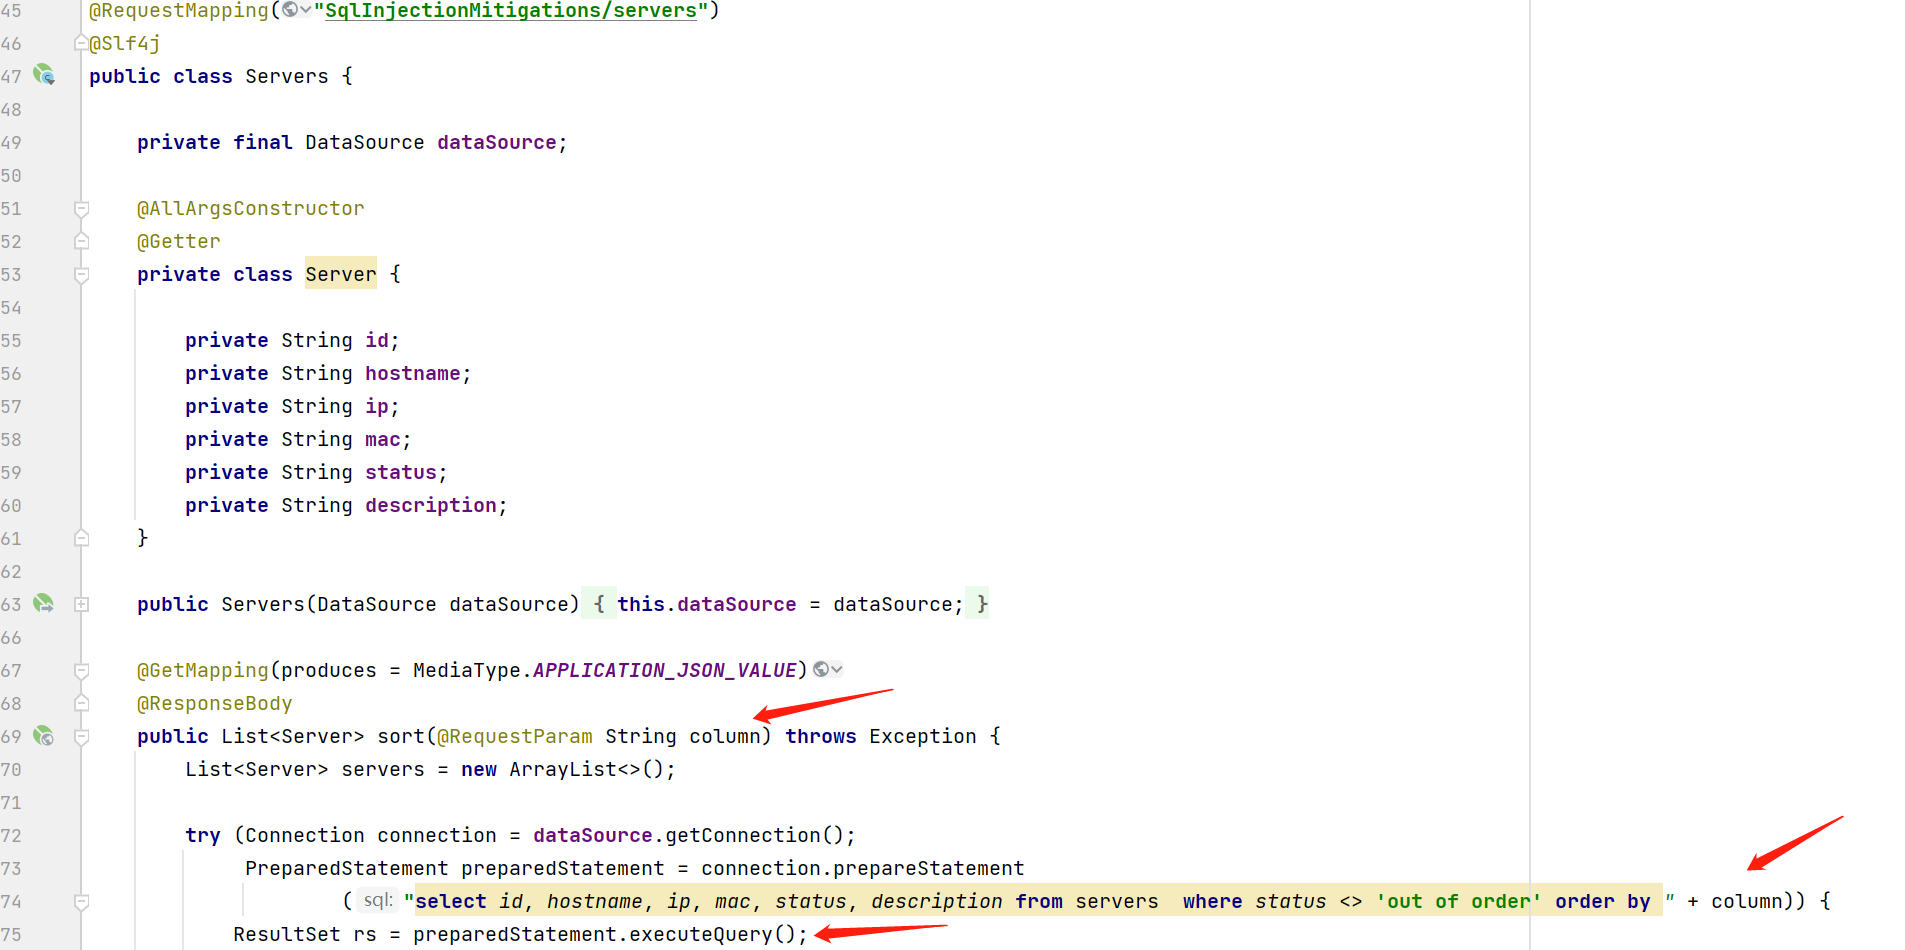 45 @RequestMapping("SqlInjectionMitigations/servers")
46 @Slf4j
47 public class Servers {
48
49 private final DataSource dataSource;
50
51 @AllArgsConstructor
52 @Getter
53 private class Server {
54
55 private String id;
56 private String hostname;
57 private String ip;
58 private String mac;
59 private String status;
60 private String description;
61 }
62
63 public Servers(DataSource dataSource) { this.dataSource = dataSource; }
66
67 @GetMapping(produces = MediaType.APPLICATION_JSON_VALUE)
68 @ResponseBody
69 public List<Server> sort(@RequestParam String column) throws Exception {
70 List<Server> servers = new ArrayList<>();
71
72 try (Connection connection = dataSource.getConnection();
73 PreparedStatement preparedStatement = connection.prepareStatement
74 ( sql: "select id, hostname, ip, mac, status, description from servers  where status <> 'out of order' order by " + column)) {
75 ResultSet rs = preparedStatement.executeQuery();